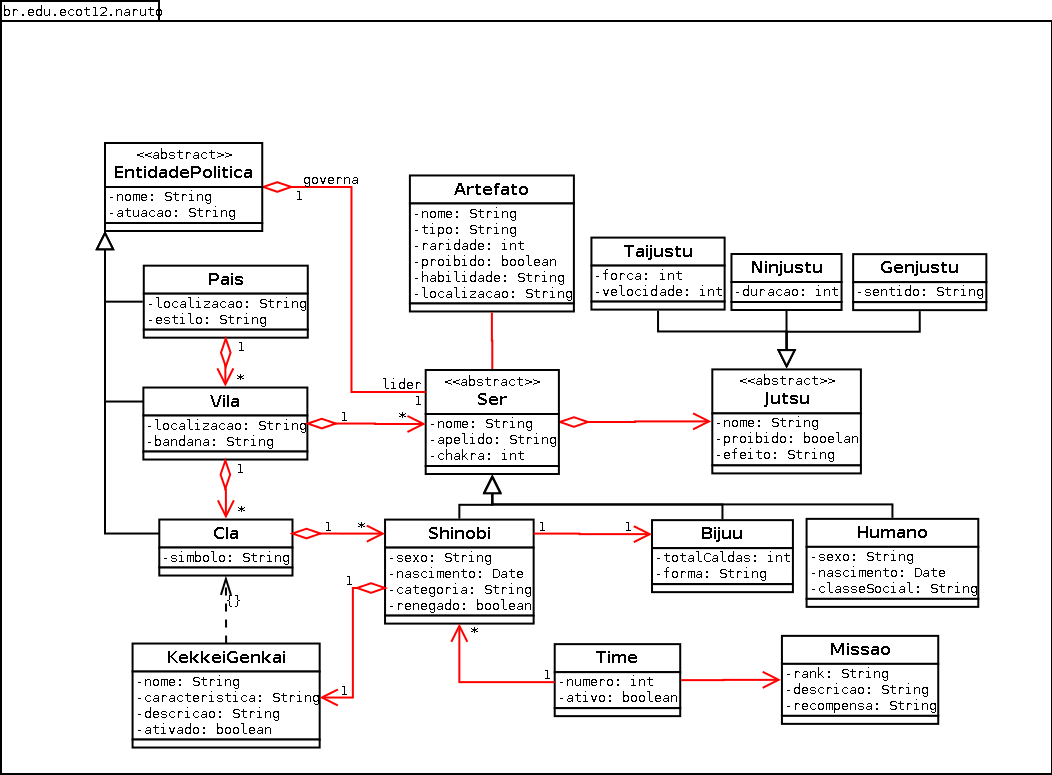 br.edu.ecot12.naruto
<<abstract>>
EntidadePolitica
-nome: String
-atuacao: String
governa
1
Artefato
-nome: String
-tipo: String
-raridade: int
-proibido: boolean
-habilidade: String
-localizacao: String
Taijustu
-forca: int
-velocidade: int
Ninjustu
-duracao: int
Genjustu
-sentido: String
Pais
-localizacao: String
-estilo: String
1
*
lider
1
Vila
-localizacao: String
-bandana: String
1
*
1
*
<<abstract>>
Ser
-nome: String
-apelido: String
-chakra: int
<<abstract>>
Jutsu
-nome: String
-proibido: booelan
-efeito: String
Cla
-simbolo: String
1
*
{}
Shinobi
-sexo: String
-nascimento: Date
-categoria: String
-renegado: boolean
1
1
1
1
*
1
Bijuu
-totalCaldas: int
-forma: String
Humano
-sexo: String
-nascimento: Date
-classeSocial: String
KekkeiGenkai
-nome: String
-caracteristica: String
-descricao: String
-ativado: boolean
Time
-numero: int
-ativo: boolean
Missao
-rank: String
-descricao: String
-recompensa: String